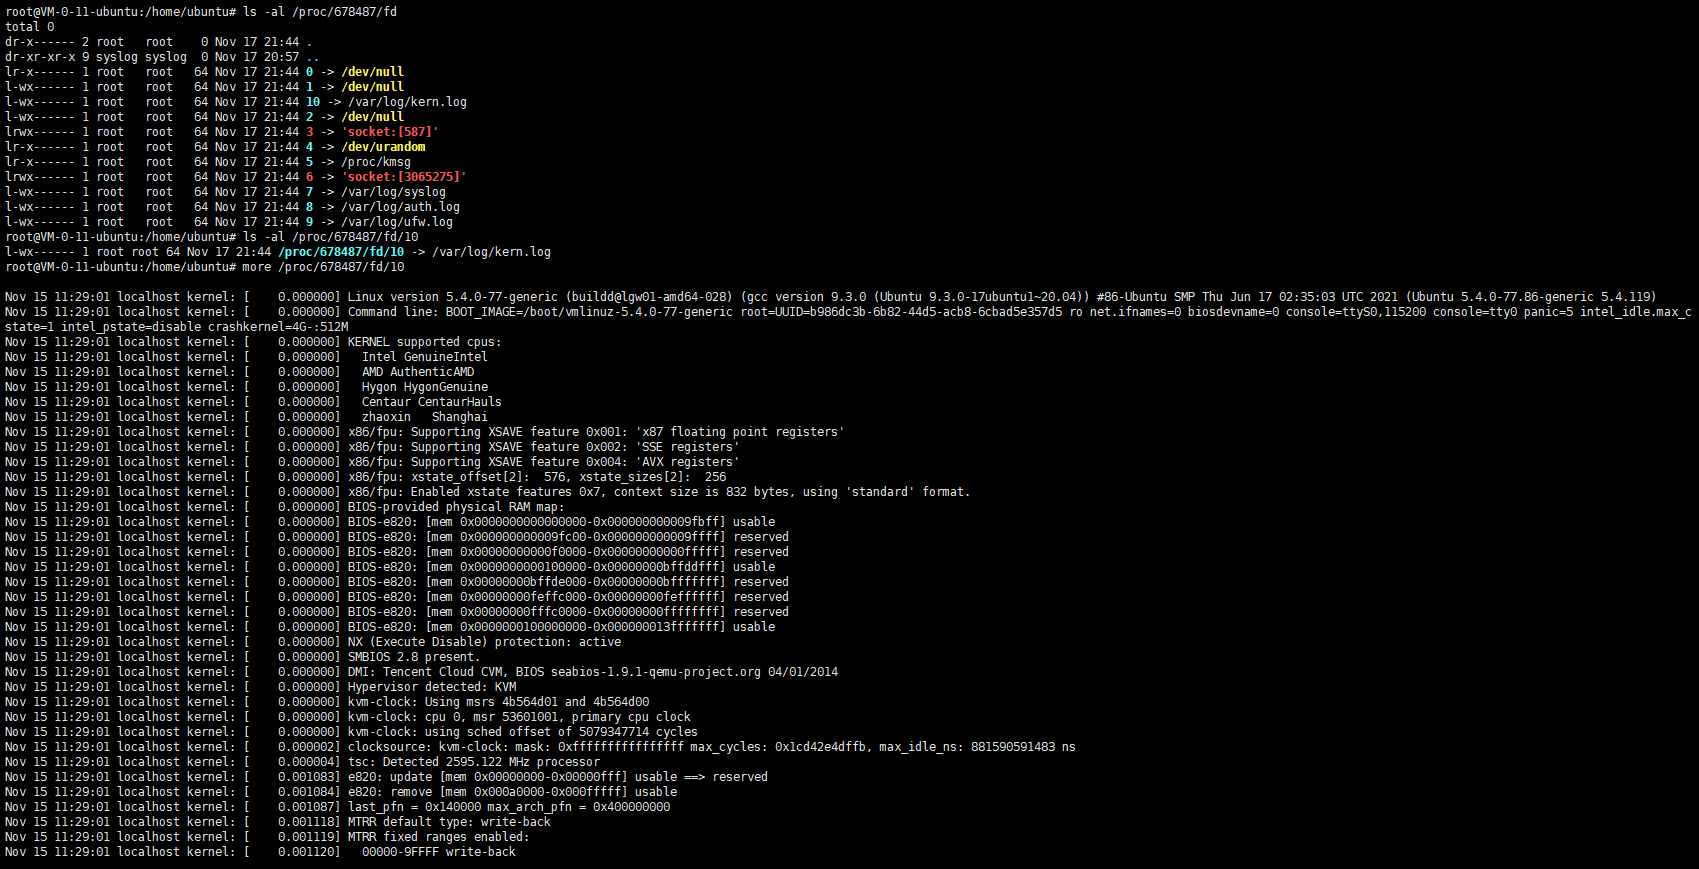 root@VM-0-11-ubuntu:/home/ubuntu# ls -al /proc/678487/fd
total 0
dr-x------ 2 root   root    0 Nov 17 21:44 .
dr-xr-xr-x 9 syslog syslog  0 Nov 17 20:57 ..
lr-x------ 1 root   root   64 Nov 17 21:44 0 -> /dev/null
l-wx------ 1 root   root   64 Nov 17 21:44 1 -> /dev/null
l-wx------ 1 root   root   64 Nov 17 21:44 10 -> /var/log/kern.log
l-wx------ 1 root   root   64 Nov 17 21:44 2 -> /dev/null
lrwx------ 1 root   root   64 Nov 17 21:44 3 -> 'socket:[587]'
lr-x------ 1 root   root   64 Nov 17 21:44 4 -> /dev/urandom
lr-x------ 1 root   root   64 Nov 17 21:44 5 -> /proc/kmsg
lrwx------ 1 root   root   64 Nov 17 21:44 6 -> 'socket:[3065275]'
l-wx------ 1 root   root   64 Nov 17 21:44 7 -> /var/log/syslog
l-wx------ 1 root   root   64 Nov 17 21:44 8 -> /var/log/auth.log
l-wx------ 1 root   root   64 Nov 17 21:44 9 -> /var/log/ufw.log
root@VM-0-11-ubuntu:/home/ubuntu# ls -al /proc/678487/fd/10
l-wx------ 1 root root 64 Nov 17 21:44 /proc/678487/fd/10 -> /var/log/kern.log
root@VM-0-11-ubuntu:/home/ubuntu# more /proc/678487/fd/10
Nov 15 11:29:01 localhost kernel: [    0.000000] Linux version 5.4.0-77-generic (buildd@lgw01-amd64-028) (gcc version 9.3.0 (Ubuntu 9.3.0-17ubuntu1~20.04)) #86-Ubuntu SMP Thu Jun 17 02:35:03 UTC 2021 (Ubuntu 5.4.0-77.86-generic 5.4.119)
Nov 15 11:29:01 localhost kernel: [    0.000000] Command line: BOOT_IMAGE=/boot/vmlinuz-5.4.0-77-generic root=UUID=b986dc3b-6b82-44d5-acb8-6cbad5e357d5 ro net.ifnames=0 biosdevname=0 console=ttyS0,115200 console=tty0 panic=5 intel_idle.max_c
state=1 intel_pstate=disable crashkernel=4G-:512M
Nov 15 11:29:01 localhost kernel: [    0.000000] KERNEL supported cpus:
Nov 15 11:29:01 localhost kernel: [    0.000000]   Intel GenuineIntel
Nov 15 11:29:01 localhost kernel: [    0.000000]   AMD AuthenticAMD
Nov 15 11:29:01 localhost kernel: [    0.000000]   Hygon HygonGenuine
Nov 15 11:29:01 localhost kernel: [    0.000000]   Centaur CentaurHauls
Nov 15 11:29:01 localhost kernel: [    0.000000]   zhaoxin   Shanghai
Nov 15 11:29:01 localhost kernel: [    0.000000] x86/fpu: Supporting XSAVE feature 0x001: 'x87 floating point registers'
Nov 15 11:29:01 localhost kernel: [    0.000000] x86/fpu: Supporting XSAVE feature 0x002: 'SSE registers'
Nov 15 11:29:01 localhost kernel: [    0.000000] x86/fpu: Supporting XSAVE feature 0x004: 'AVX registers'
Nov 15 11:29:01 localhost kernel: [    0.000000] x86/fpu: xstate_offset[2]:  576, xstate_sizes[2]:  256
Nov 15 11:29:01 localhost kernel: [    0.000000] x86/fpu: Enabled xstate features 0x7, context size is 832 bytes, using 'standard' format.
Nov 15 11:29:01 localhost kernel: [    0.000000] BIOS-provided physical RAM map:
Nov 15 11:29:01 localhost kernel: [    0.000000] BIOS-e820: [mem 0x0000000000000000-0x000000000009fbff] usable
Nov 15 11:29:01 localhost kernel: [    0.000000] BIOS-e820: [mem 0x000000000009fc00-0x000000000009ffff] reserved
Nov 15 11:29:01 localhost kernel: [    0.000000] BIOS-e820: [mem 0x00000000000f0000-0x00000000000fffff] reserved
Nov 15 11:29:01 localhost kernel: [    0.000000] BIOS-e820: [mem 0x0000000000100000-0x00000000bffddfff] usable
Nov 15 11:29:01 localhost kernel: [    0.000000] BIOS-e820: [mem 0x00000000bffde000-0x00000000bfffffff] reserved
Nov 15 11:29:01 localhost kernel: [    0.000000] BIOS-e820: [mem 0x00000000feffc000-0x00000000feffffff] reserved
Nov 15 11:29:01 localhost kernel: [    0.000000] BIOS-e820: [mem 0x00000000fffc0000-0x00000000ffffffff] reserved
Nov 15 11:29:01 localhost kernel: [    0.000000] BIOS-e820: [mem 0x0000000100000000-0x000000013fffffff] usable
Nov 15 11:29:01 localhost kernel: [    0.000000] NX (Execute Disable) protection: active
Nov 15 11:29:01 localhost kernel: [    0.000000] SMBIOS 2.8 present.
Nov 15 11:29:01 localhost kernel: [    0.000000] DMI: Tencent Cloud CVM, BIOS seabios-1.9.1-qemu-project.org 04/01/2014
Nov 15 11:29:01 localhost kernel: [    0.000000] Hypervisor detected: KVM
Nov 15 11:29:01 localhost kernel: [    0.000000] kvm-clock: Using msrs 4b564d01 and 4b564d00
Nov 15 11:29:01 localhost kernel: [    0.000000] kvm-clock: cpu 0, msr 53601001, primary cpu clock
Nov 15 11:29:01 localhost kernel: [    0.000000] kvm-clock: using sched offset of 5079347714 cycles
Nov 15 11:29:01 localhost kernel: [    0.000002] clocksource: kvm-clock: mask: 0xffffffffffffffff max_cycles: 0x1cd42e4dffb, max_idle_ns: 881590591483 ns
Nov 15 11:29:01 localhost kernel: [    0.000004] tsc: Detected 2595.122 MHz processor
Nov 15 11:29:01 localhost kernel: [    0.001083] e820: update [mem 0x00000000-0x00000fff] usable ==> reserved
Nov 15 11:29:01 localhost kernel: [    0.001084] e820: remove [mem 0x000a0000-0x000fffff] usable
Nov 15 11:29:01 localhost kernel: [    0.001087] last_pfn = 0x140000 max_arch_pfn = 0x400000000
Nov 15 11:29:01 localhost kernel: [    0.001118] MTRR default type: write-back
Nov 15 11:29:01 localhost kernel: [    0.001119] MTRR fixed ranges enabled:
Nov 15 11:29:01 localhost kernel: [    0.001120]   00000-9FFFF write-back